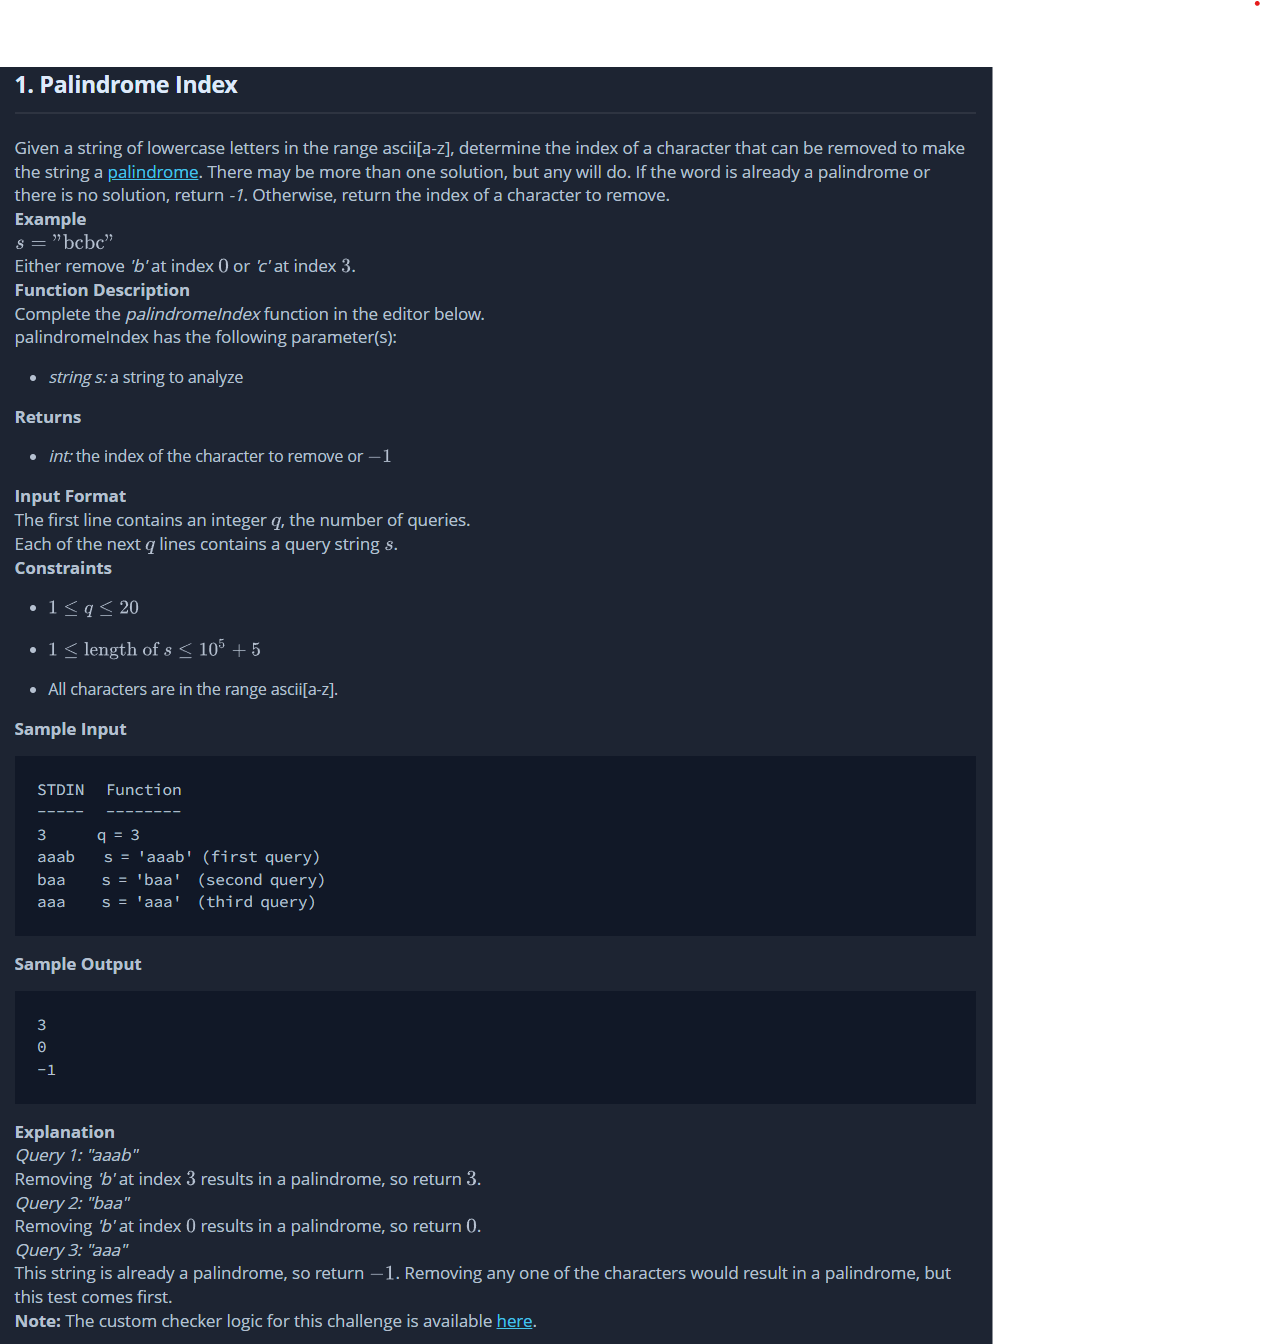 1. Palindrome Index
Given a string of lowercase letters in the range ascii[a-z], determine the index of a character that can be removed to make
the string a palindrome. There may be more than one solution, but any will do. If the word is already a palindrome or
there is no solution, return -1. Otherwise, return the index of a character to remove.
Example
s = "bcbc"
Either remove 'b' at index 0 or 'c' at index 3.
Function Description
Complete the palindromeIndex function in the editor below.
palindromeIndex has the following parameter(s):
• string s: a string to analyze
Returns
• int: the index of the character to remove or −1
Input Format
The first line contains an integer q, the number of queries.
Each of the next q lines contains a query string s.
Constraints
• 1 ≤ q ≤ 20
• 1 ≤ length of s ≤ 10⁵ + 5
• All characters are in the range ascii[a-z].
Sample Input
STDIN   Function
-----   --------
3      q = 3
aaab    s = 'aaab' (first query)
baa     s = 'baa'  (second query)
aaa     s = 'aaa'  (third query)
Sample Output
3
0
-1
Explanation
Query 1: "aaab"
Removing 'b' at index 3 results in a palindrome, so return 3.
Query 2: "baa"
Removing 'b' at index 0 results in a palindrome, so return 0.
Query 3: "aaa"
This string is already a palindrome, so return −1. Removing any one of the characters would result in a palindrome, but
this test comes first.
Note: The custom checker logic for this challenge is available here.